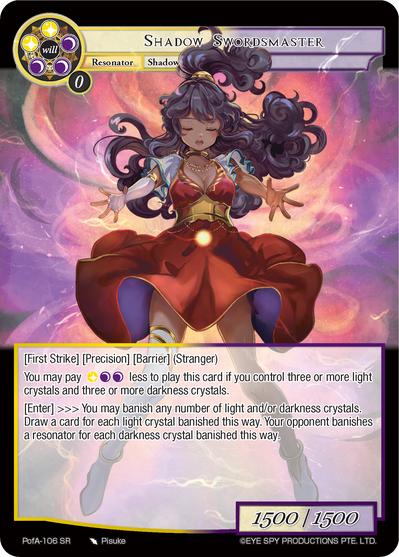 Shadow Swordsmaster
will
Resonator Shadow
0
[First Strike] [Precision] [Barrier] (Stranger)
You may pay less to play this card if you control three or more light
crystals and three or more darkness crystals.
[Enter] >>> You may banish any number of light and/or darkness crystals.
Draw a card for each light crystal banished this way. Your opponent banishes
a resonator for each darkness crystal banished this way.
1500 / 1500
PofA-106 SR Pisuke ©EYE SPY PRODUCTIONS PTE. LTD.